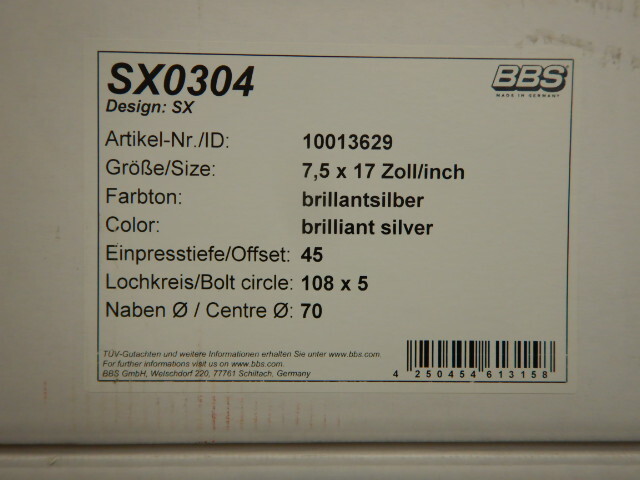 SX0304
BBS
MADE IN GERMANY
Design: SX
Artikel-Nr./ID: 10013629
Größe/Size: 7,5 x 17 Zoll/inch
Farbton: brillantsilber
Color: brilliant silver
Einpresstiefe/Offset: 45
Lochkreis/Bolt circle: 108 x 5
Naben Ø / Centre Ø: 70
TÜV-Gutachten und weitere Informationen erhalten Sie unter www.bbs.com.
For further informations visit us on www.bbs.com.
BBS GmbH, Welschdorf 220, 77761 Schiltach, Germany
4 250454 613158